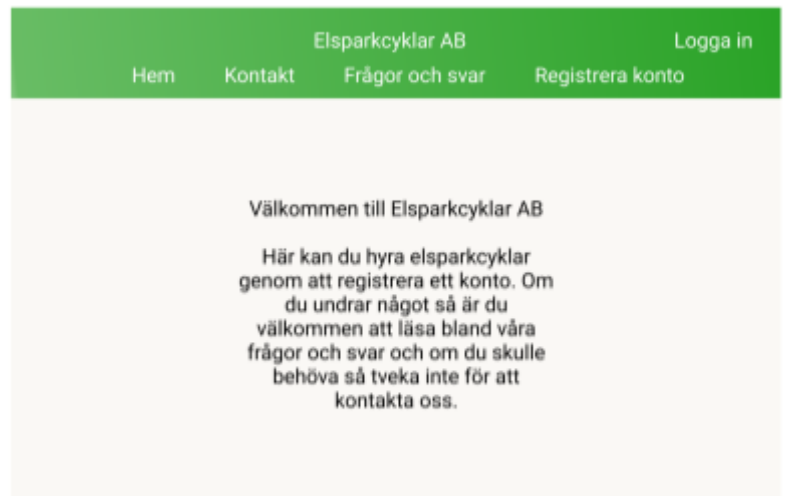 Elsparkcyklar AB
Logga in
Hem Kontakt Frågor och svar Registrera konto
Välkommen till Elsparkcyklar AB
Här kan du hyra elsparkcyklar
genom att registrera ett konto. Om
du undrar något så är du
välkommen att läsa bland våra
frågor och svar och om du skulle
behöva så tveka inte för att
kontakta oss.